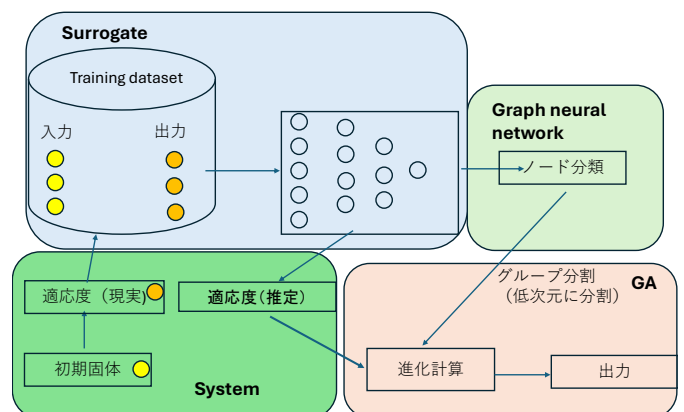 Surrogate
Training dataset
入力
出力
Graph neural
network
ノード分類
適応度（現実)
適応度(推定）
初期固体
System
グループ分割
（低次元に分割）
GA
進化計算
出力